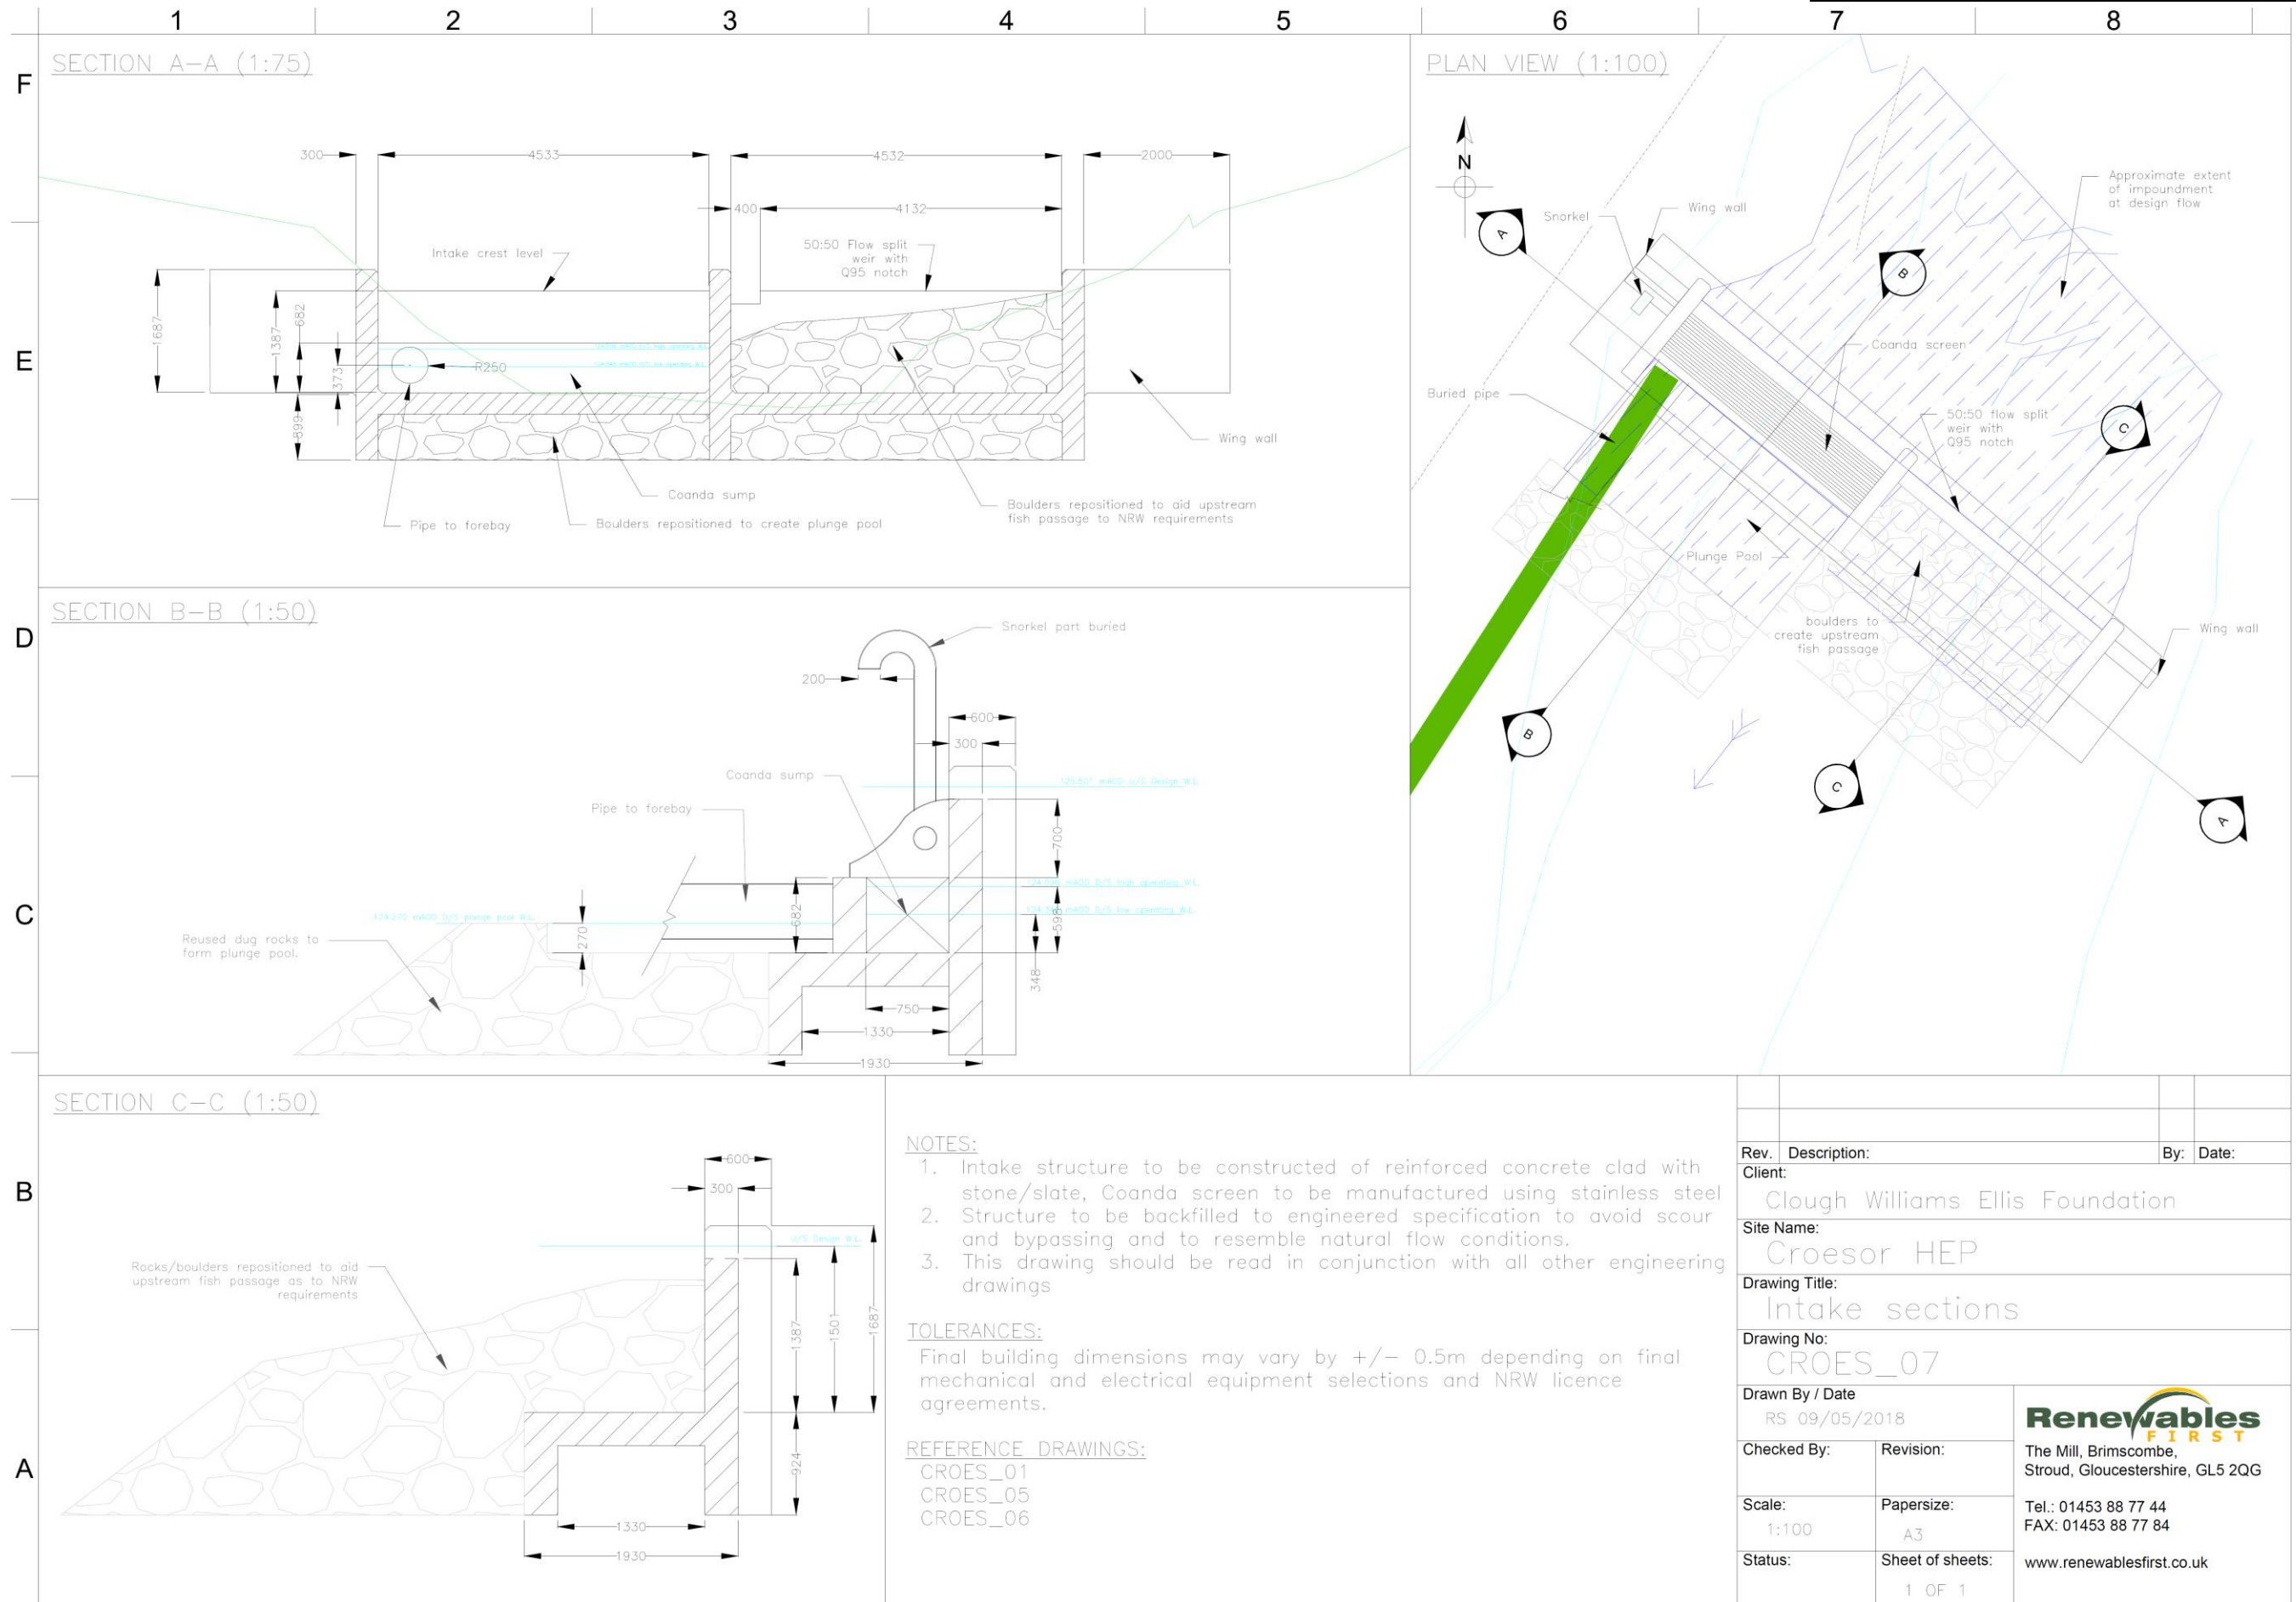 1 2 3 4 5 6 7 8
F
E
D
C
B
A
SECTION A-A (1:75)
300
4533
4532
2000
400
4132
Intake crest level
50:50 Flow split
weir with
Q95 notch
1687
1387
682
373
899
R250
Wing wall
Coanda sump
Pipe to forebay
Boulders repositioned to create plunge pool
Boulders repositioned to aid upstream
fish passage to NRW requirements
PLAN VIEW (1:100)
N
Snorkel
Wing wall
Approximate extent
of impoundment
at design flow
A
B
C
Coanda screen
Buried pipe
50:50 flow split
weir with
Q95 notch
Plunge Pool
boulders to
create upstream
fish passage
Wing wall
B
C
A
SECTION B-B (1:50)
Snorkel part buried
200
600
300
Coanda sump
Pipe to forebay
U/S Design W.L.
700
D/S high operating W.L.
D/S low operating W.L.
124.270 mAOD D/S plunge pool W.L.
682
598
270
348
Reused dug rocks to
form plunge pool.
750
1330
1930
SECTION C-C (1:50)
600
300
U/S Design W.L.
Rocks/boulders repositioned to aid
upstream fish passage as to NRW
requirements
1387
1501
1687
924
1330
1930
NOTES:
1. Intake structure to be constructed of reinforced concrete clad with
stone/slate, Coanda screen to be manufactured using stainless steel
2. Structure to be backfilled to engineered specification to avoid scour
and bypassing and to resemble natural flow conditions.
3. This drawing should be read in conjunction with all other engineering
drawings
TOLERANCES:
Final building dimensions may vary by +/- 0.5m depending on final
mechanical and electrical equipment selections and NRW licence
agreements.
REFERENCE DRAWINGS:
CROES_01
CROES_05
CROES_06
Rev. Description: By: Date:
Client:
Clough Williams Ellis Foundation
Site Name:
Croesor HEP
Drawing Title:
Intake sections
Drawing No:
CROES_07
Drawn By / Date
RS 09/05/2018
Checked By: Revision:
Scale: Papersize:
1:100 A3
Status: Sheet of sheets:
1 OF 1
Renewables
FIRST
The Mill, Brimscombe,
Stroud, Gloucestershire, GL5 2QG
Tel.: 01453 88 77 44
FAX: 01453 88 77 84
www.renewablesfirst.co.uk